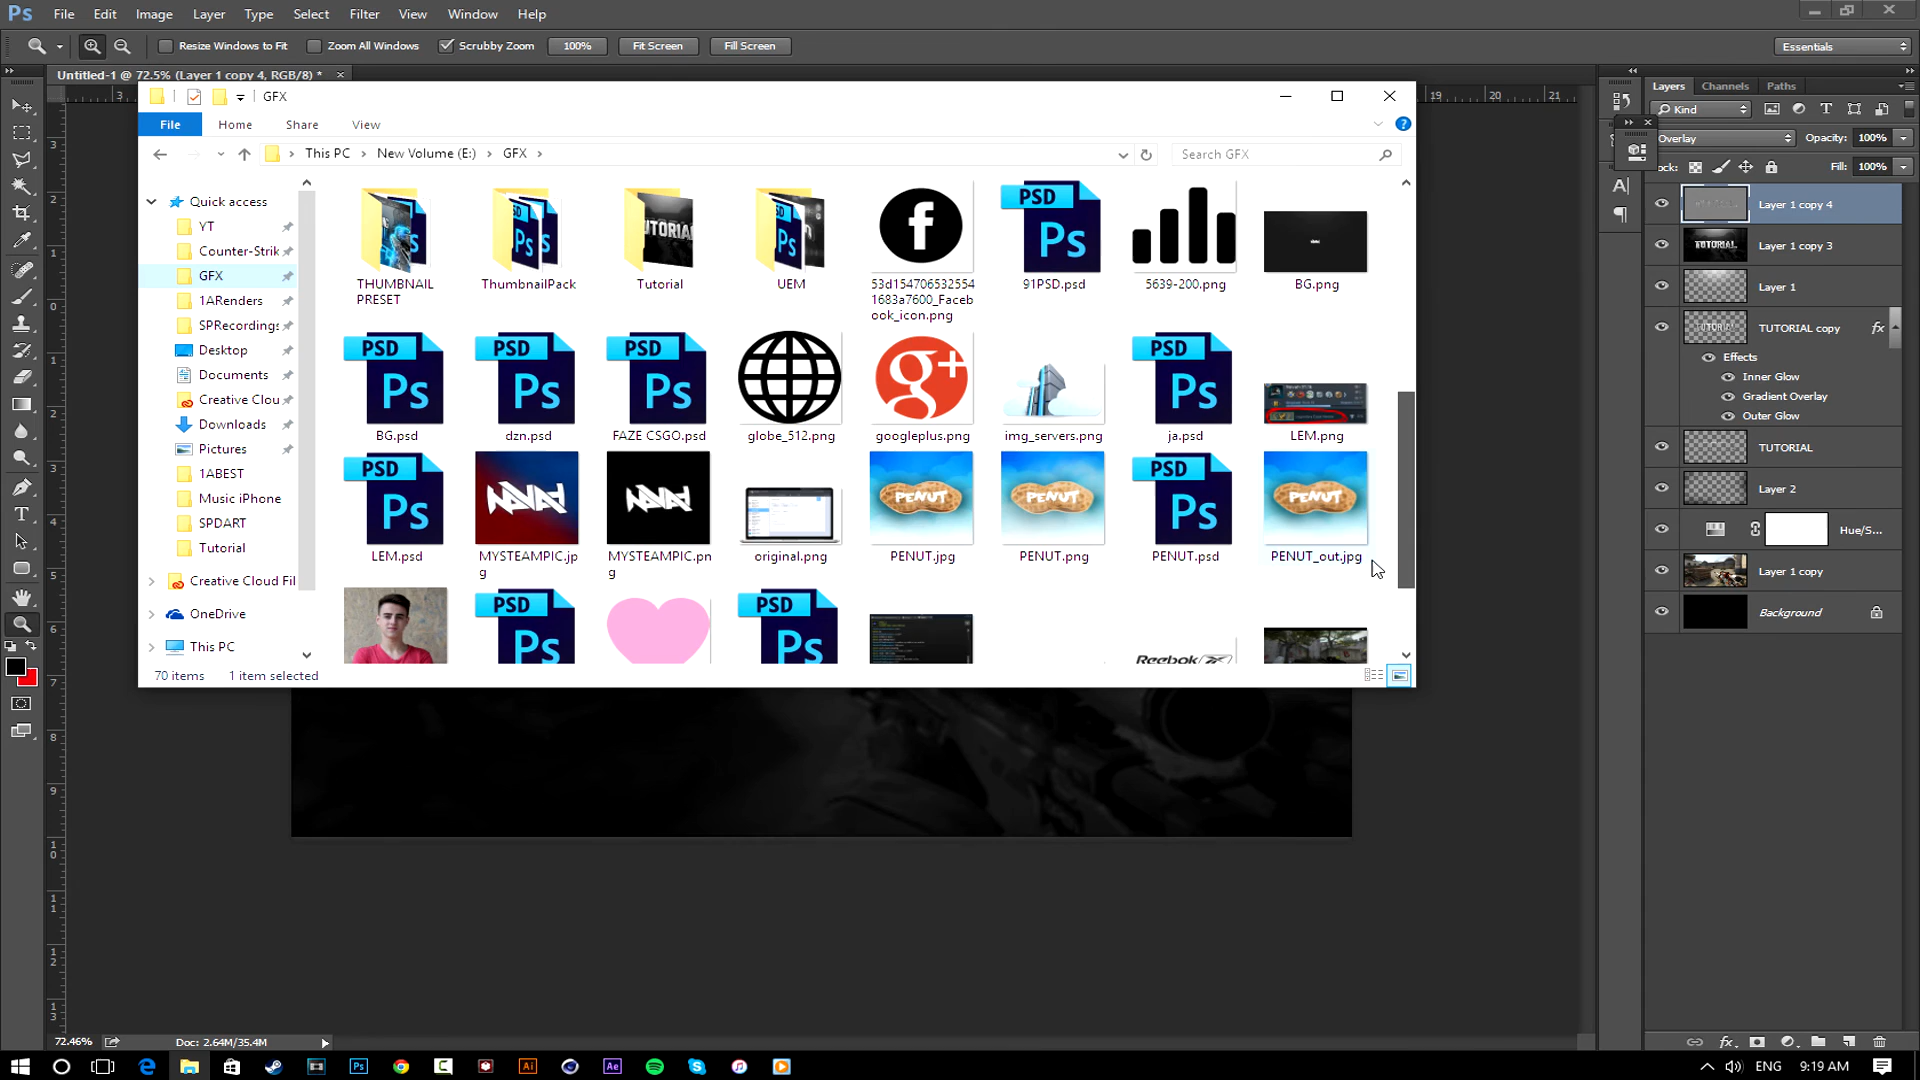 Ps File Edit Image Layer Type Select Filter View Window Help
Resize Windows to Fit Zoom All Windows Scrubby Zoom 100% Fit Screen Fill Screen Essentials
Untitled-1 @ 72.5% (Layer 1 copy 4, RGB/8) *
GFX
File Home Share View
This PC New Volume (E:) GFX
Search GFX
Quick access
YT
Counter-Strik
GFX
1ARenders
SPRecordings
Desktop
Documents
Creative Clou
Downloads
Pictures
1ABEST
Music iPhone
SPDART
Tutorial
Creative Cloud Fil
OneDrive
This PC
70 items 1 item selected
THUMBNAIL
PRESET
ThumbnailPack
Tutorial
UEM
53d154706532554
1683a7600_Faceb
ook_icon.png
91PSD.psd
5639-200.png
BG.png
BG.psd
dzn.psd
FAZE CSGO.psd
globe_512.png
googleplus.png
img_servers.png
ja.psd
LEM.png
LEM.psd
MYSTEAMPIC.jp
g
MYSTEAMPIC.pn
g
original.png
PENUT.jpg
PENUT.png
PENUT.psd
PENUT_out.jpg
Reebok
Layers Channels Paths
Kind
Overlay Opacity: 100%
Fill: 100%
Layer 1 copy 4
Layer 1 copy 3
Layer 1
TUTORIAL copy fx
Effects
Inner Glow
Gradient Overlay
Outer Glow
TUTORIAL
Layer 2
Hue/S...
Layer 1 copy
Background
72.46% Doc: 2.64M/35.4M
ENG 9:19 AM